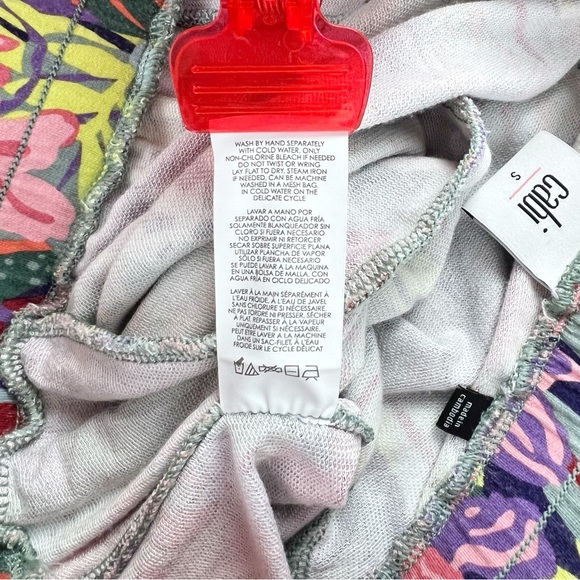 WASH BY HAND SEPARATELY
WITH COLD WATER. ONLY
NON-CHLORINE BLEACH IF NEEDED
DO NOT TWIST OR WRING
LAY FLAT TO DRY, STEAM IRON
IF NEEDED. CAN BE MACHINE
WASHED IN A MESH BAG,
IN COLD WATER ON THE
DELICATE CYCLE
LAVAR A MANO POR
SEPARADO CON AGUA FRÍA
SOLAMENTE BLANQUEADOR SIN
CLORO SI FUERA NECESARIO
NO EXPRIMIR NI RETORCER
SECAR SOBRE SUPERFICIE PLANA
UTILIZAR PLANCHA DE VAPOR
SÓLO SI FUERA NECESARIO
SE PUEDE LAVAR A LA MAQUINA
EN UNA BOLSA DE MALLA. CON
AGUA FRÍA EN CICLO DELICADO
LAVER À LA MAIN SÉPARÉMENT À
L'EAU FROIDE. À L'EAU DE JAVEL
SANS CHLORE SI NÉCESSAIRE.
NE PAS TORDRE NI PRESSER. SÉCHER
À PLAT. REPASSER À LA VAPEUR
UNIQUEMENT SI NÉCESSAIRE.
PEUT ÊTRE LAVER À LA MACHINE
DANS UN SAC-FILET, À L'EAU
FROIDE SUR LE CYCLE DÉLICAT
cabi
S
made in
cambodia